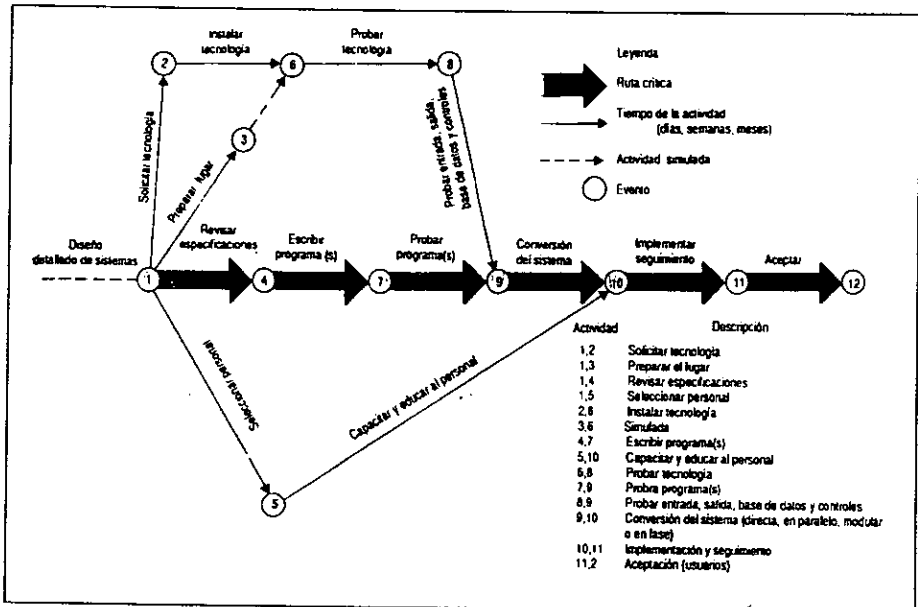 Instalar
tecnología
Probar
tecnología
2
6
8
3
Solicitar tecnología
Preparar lugar
Probar entrada, salida,
base de datos y controles
Leyenda
Ruta crítica
Tiempo de la actividad
(días, semanas, meses)
Actividad simulada
Evento
Diseño
distallado de sistemas
Revisar
especificaciones
Escribir
programa (s)
Probar
programa(s)
Conversión
del sistema
Implementar
seguimiento
Aceptar
1
4
7
9
10
11
12
Seleccionar personal
Capacitar y educar al personal
5
Actividad Descripción
1,2 Solicitar tecnología
1,3 Preparar el lugar
1,4 Revisar especificaciones
1,5 Seleccionar personal
2,6 Instalar tecnología
3,6 Simulada
4,7 Escribir programa(s)
5,10 Capacitar y educar al personal
6,8 Probar tecnología
7,9 Probra programa(s)
8,9 Probar entrada, salida, base de datos y controles
9,10 Conversión del sistema (directa, en paralelo, modular
o en fase)
10,11 Implementación y seguimiento
11,2 Aceptación (usuarios)